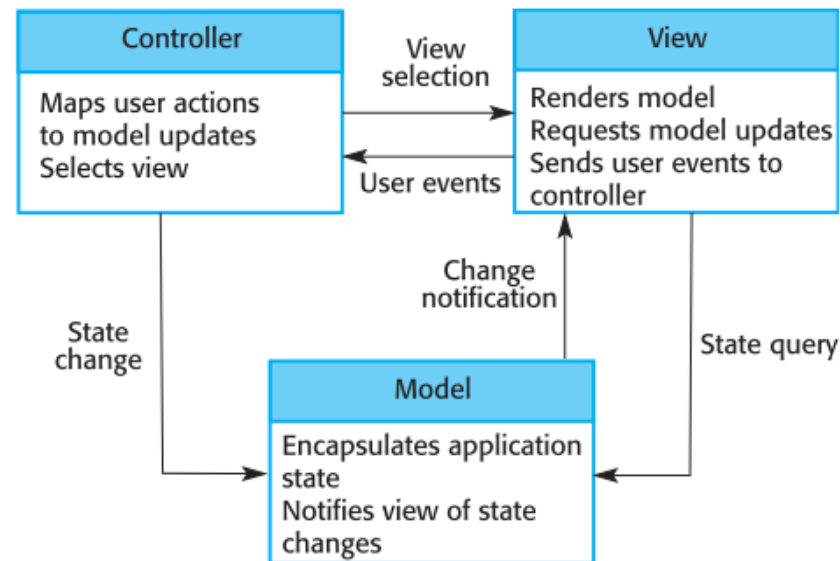 Controller
Maps user actions
to model updates
Selects view
View
selection
User events
View
Renders model
Requests model updates
Sends user events to
controller
State
change
Change
notification
State query
Model
Encapsulates application
state
Notifies view of state
changes